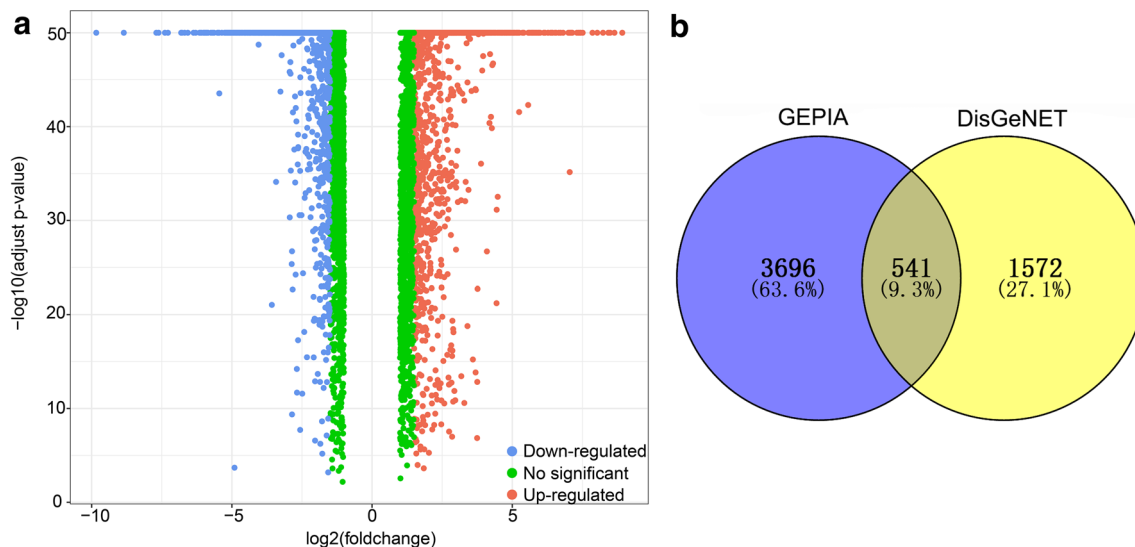 a
50
40
30
20
10
0
−log10(adjust p-value)
−10
−5
0
5
log2(foldchange)
Down-regulated
No significant
Up-regulated
b
GEPIA
DisGeNET
3696
(63.6%)
541
(9.3%)
1572
(27.1%)